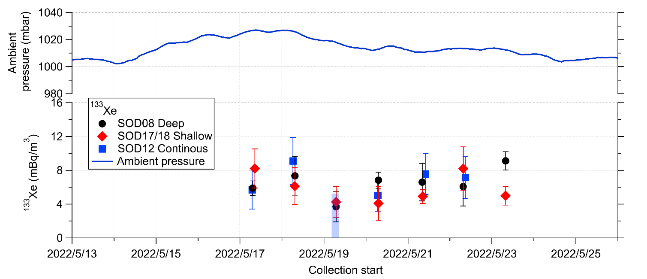 Ambient
pressure (mbar)
1040
1020
1000
980
¹³³Xe (mBq/m³)
16
12
8
4
0
¹³³Xe
SOD08 Deep
SOD17/18 Shallow
SOD12 Continous
Ambient pressure
2022/5/13
2022/5/15
2022/5/17
2022/5/19
2022/5/21
2022/5/23
2022/5/25
Collection start